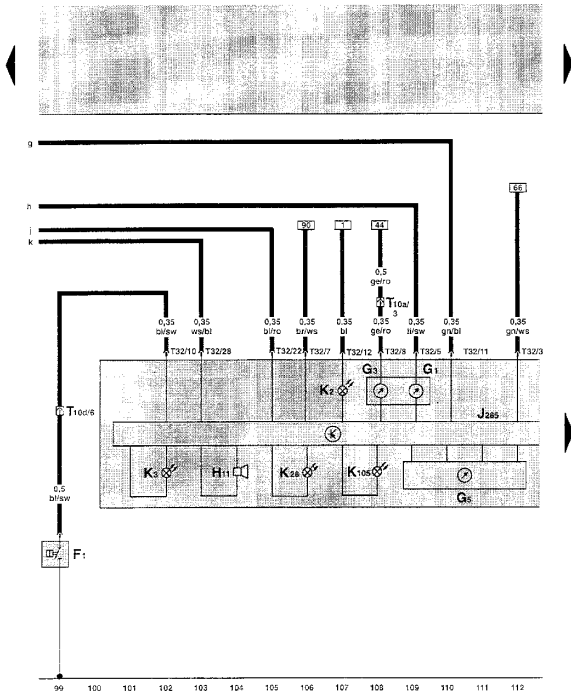 g
h
j
k
66
90
1
44
0,5
ge/ro
T10a/
3
0,35 0,35 0,35 0,35 0,35 0,35 0,35 0,35 0,35
bl/sw ws/bl bl/ro br/ws bl ge/ro li/sw gn/bl gn/ws
T32/10 T32/28 T32/22 T32/7 T32/12 T32/8 T32/5 T32/11 T32/3
G3 G1
K2
T10d/6
J285
K
K3 H11 K28 K105
G5
0,5
bl/sw
F1
99 100 101 102 103 104 105 106 107 108 109 110 111 112